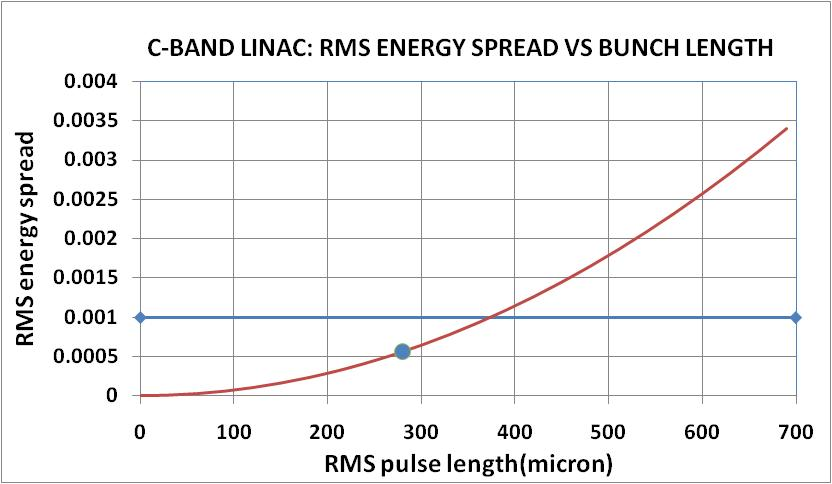 C-BAND LINAC: RMS ENERGY SPREAD VS BUNCH LENGTH
RMS energy spread
0.004
0.0035
0.003
0.0025
0.002
0.0015
0.001
0.0005
0
0 100 200 300 400 500 600 700
RMS pulse length(micron)